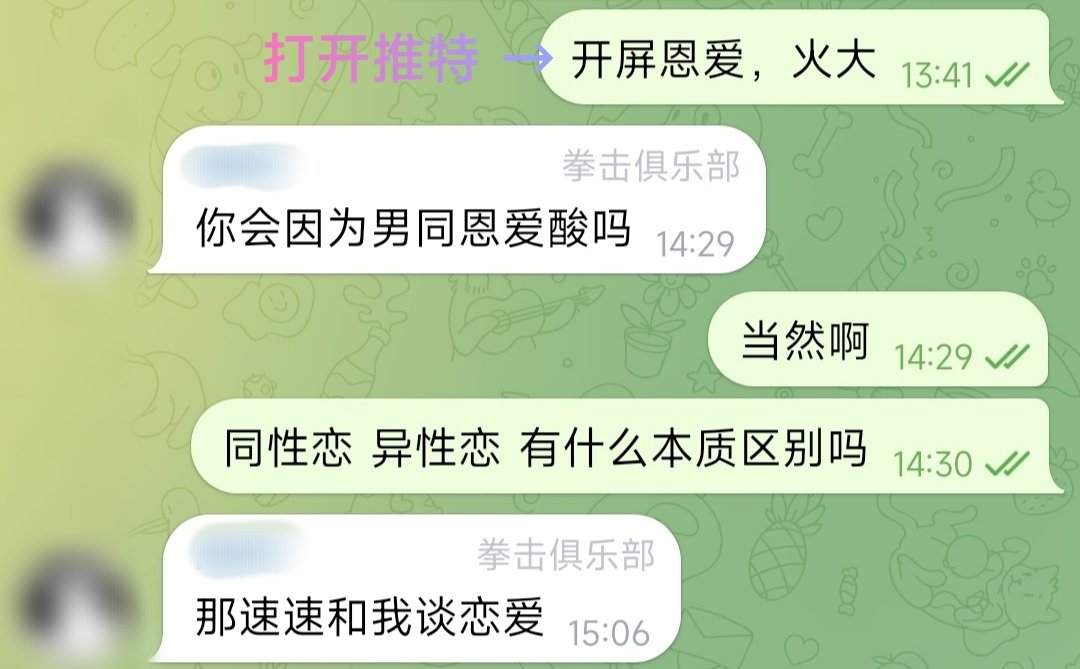 打开推特 → 开屏恩爱，火大 13:41
拳击俱乐部
你会因为男同恩爱酸吗 14:29
当然啊 14:29
同性恋 异性恋 有什么本质区别吗 14:30
拳击俱乐部
那速速和我谈恋爱 15:06